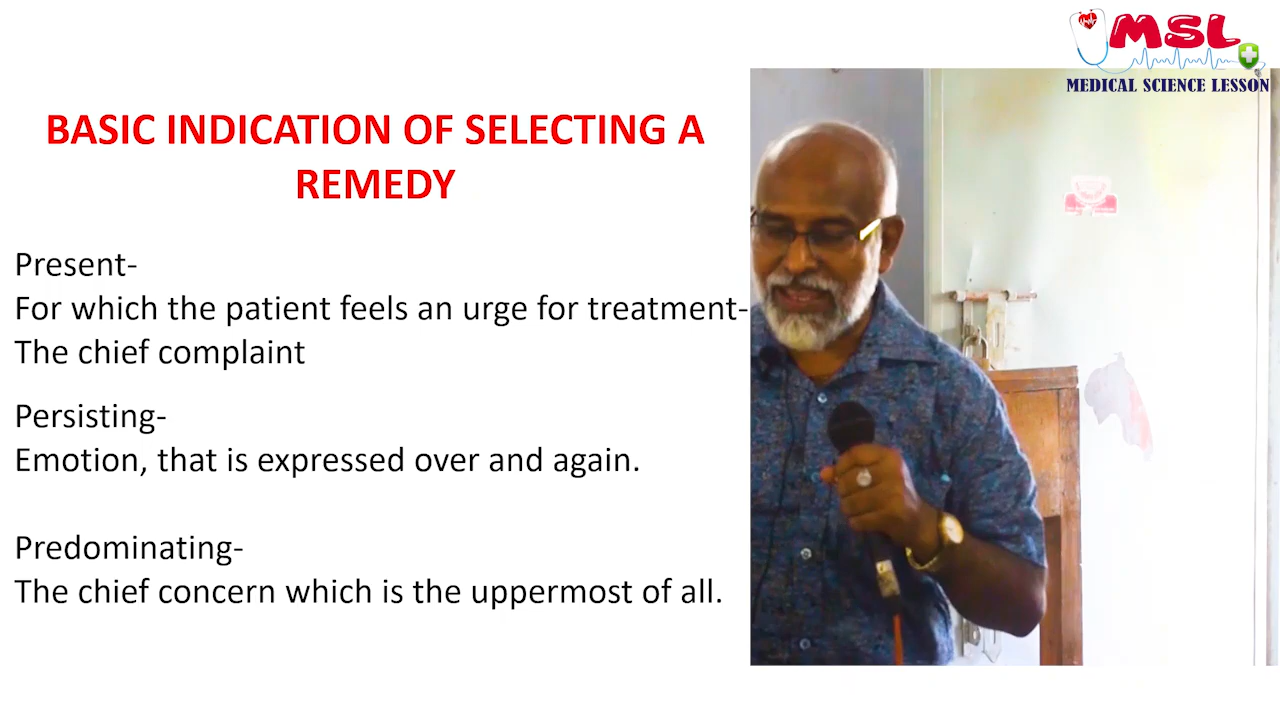 MSL
MEDICAL SCIENCE LESSON
BASIC INDICATION OF SELECTING A
REMEDY
Present-
For which the patient feels an urge for treatment-
The chief complaint
Persisting-
Emotion, that is expressed over and again.
Predominating-
The chief concern which is the uppermost of all.